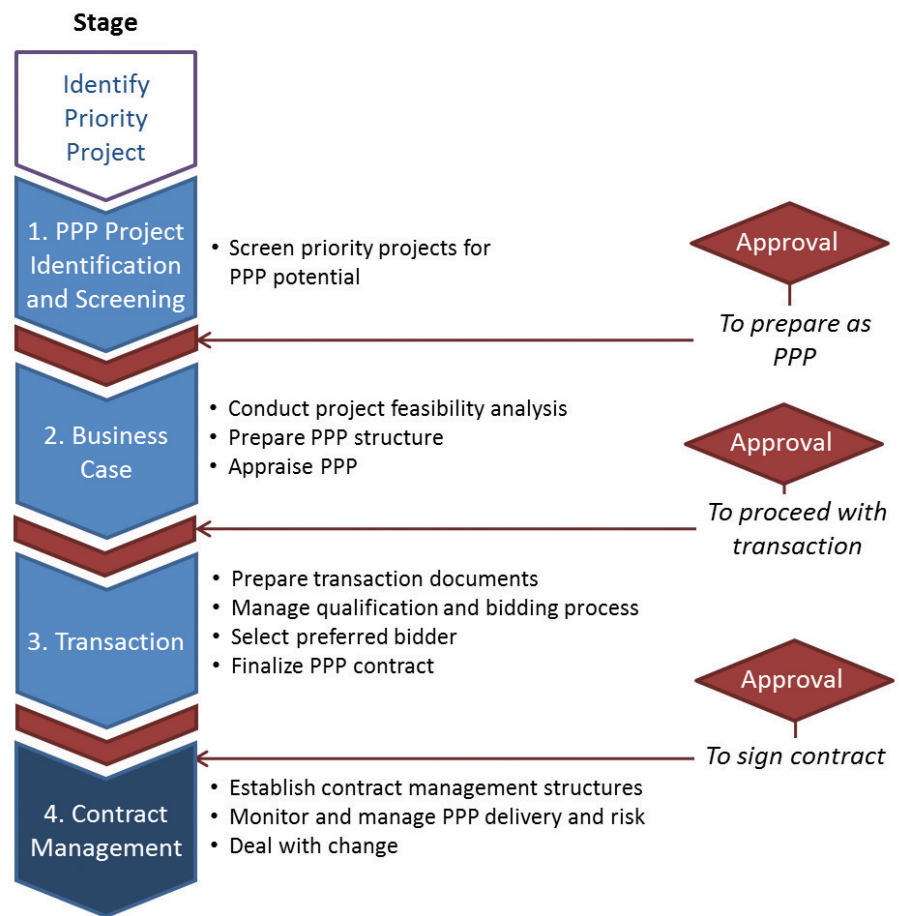 Stage
Identify
Priority
Project
1. PPP Project
Identification
and Screening
• Screen priority projects for
PPP potential
Approval
To prepare as
PPP
2. Business
Case
• Conduct project feasibility analysis
• Prepare PPP structure
• Appraise PPP
Approval
To proceed with
transaction
3. Transaction
• Prepare transaction documents
• Manage qualification and bidding process
• Select preferred bidder
• Finalize PPP contract
Approval
To sign contract
4. Contract
Management
• Establish contract management structures
• Monitor and manage PPP delivery and risk
• Deal with change